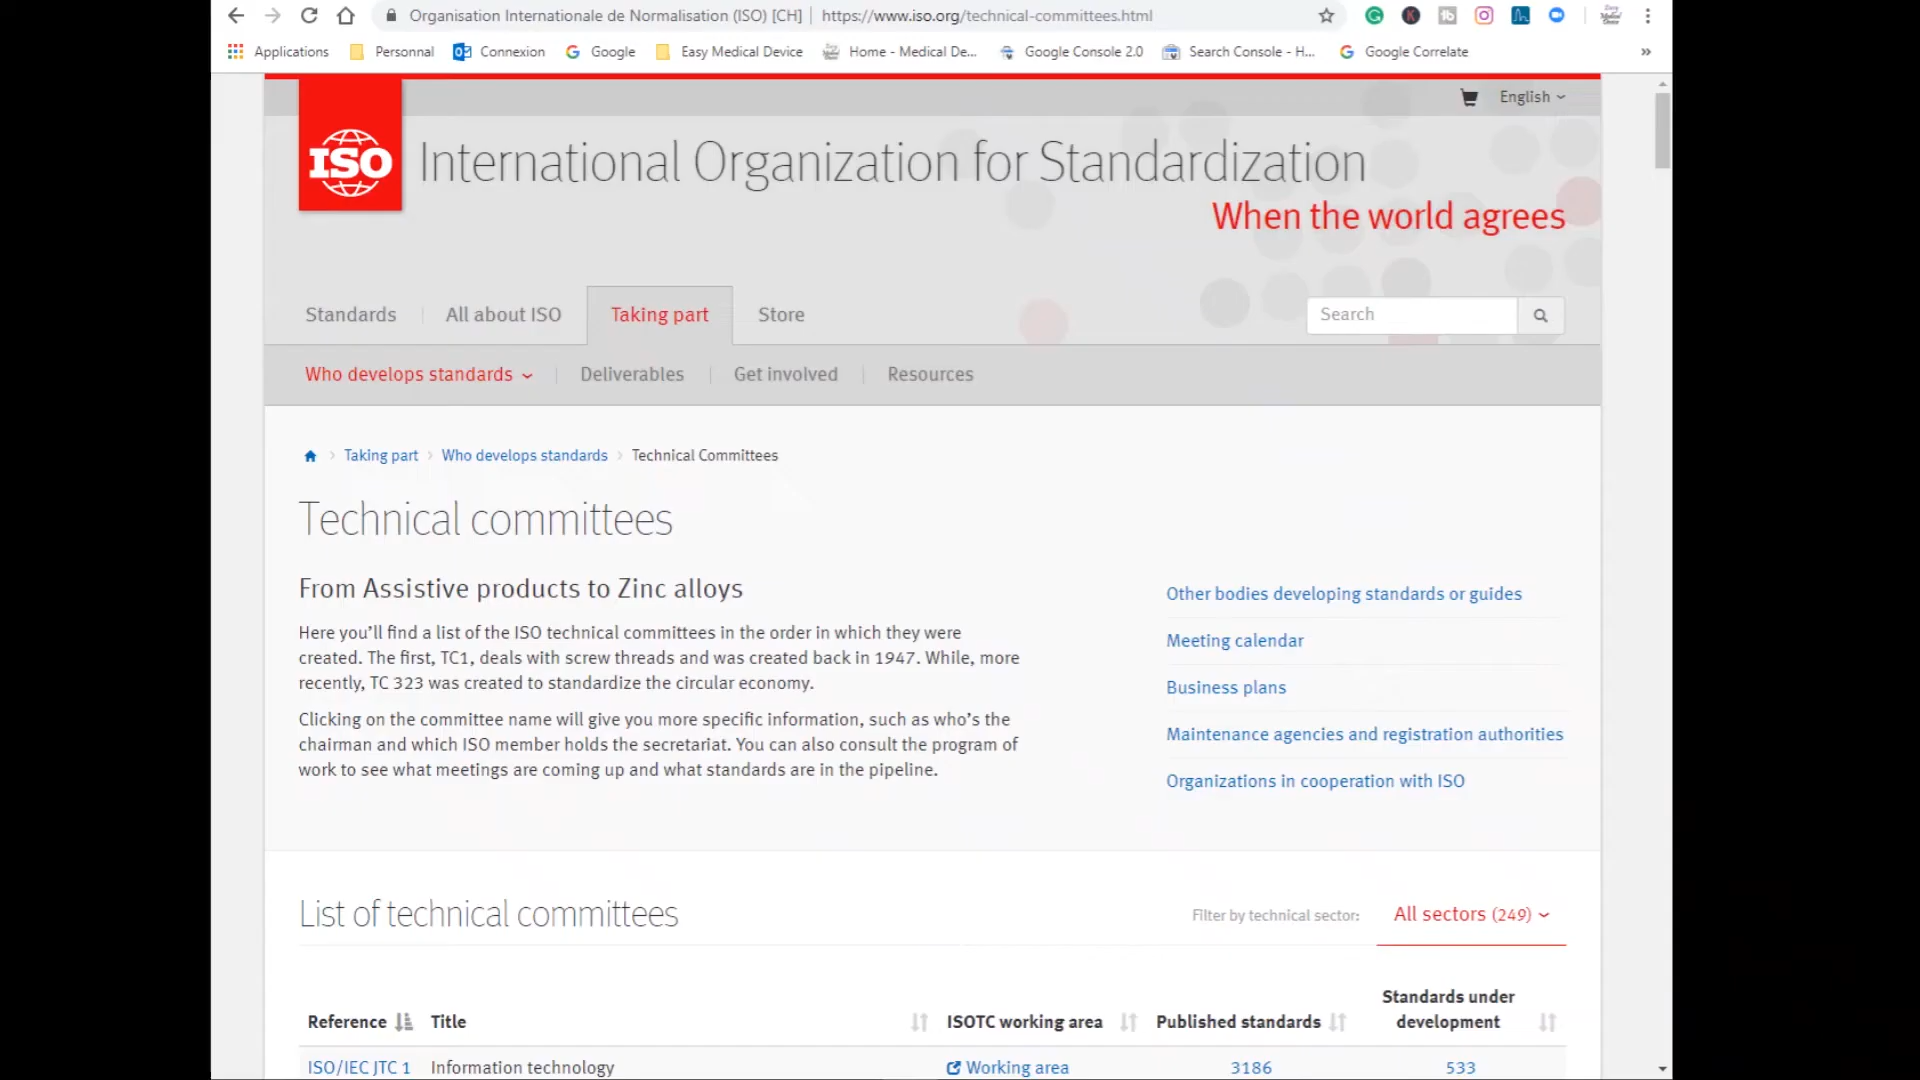 Organisation Internationale de Normalisation (ISO) [CH] | https://www.iso.org/technical-committees.html
Applications Personnal Connexion Google Easy Medical Device Home - Medical De... Google Console 2.0 Search Console - H... Google Correlate »
English
ISO International Organization for Standardization
When the world agrees
Standards All about ISO Taking part Store Search
Who develops standards Deliverables Get involved Resources
Taking part Who develops standards Technical Committees
Technical committees
From Assistive products to Zinc alloys
Here you’ll find a list of the ISO technical committees in the order in which they were
created. The first, TC1, deals with screw threads and was created back in 1947. While, more
recently, TC 323 was created to standardize the circular economy.
Clicking on the committee name will give you more specific information, such as who’s the
chairman and which ISO member holds the secretariat. You can also consult the program of
work to see what meetings are coming up and what standards are in the pipeline.
Other bodies developing standards or guides
Meeting calendar
Business plans
Maintenance agencies and registration authorities
Organizations in cooperation with ISO
List of technical committees Filter by technical sector: All sectors (249)
Reference Title ISOTC working area Published standards Standards under
development
ISO/IEC JTC 1 Information technology Working area 3186 533